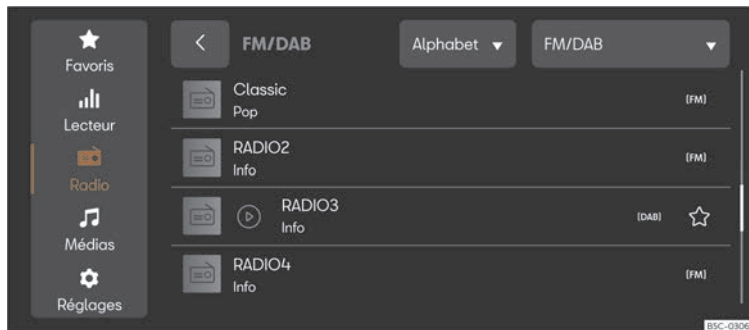 Favoris
Lecteur
Radio
Médias
Réglages
FM/DAB
Alphabet
FM/DAB
Classic
Pop
[FM]
RADIO2
Info
[FM]
RADIO3
Info
[DAB]
RADIO4
Info
[FM]
BSC-0306